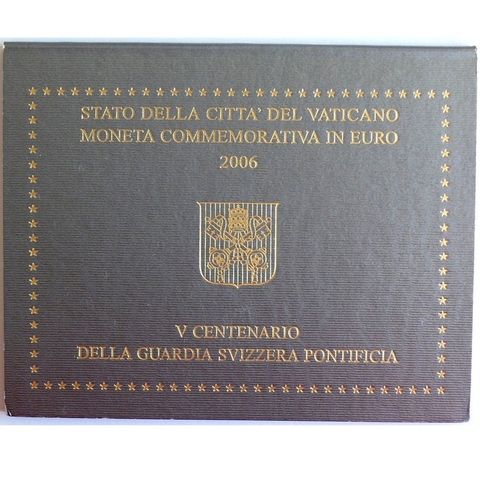 STATO DELLA CITTA' DEL VATICANO
MONETA COMMEMORATIVA IN EURO
2006
V CENTENARIO
DELLA GUARDIA SVIZZERA PONTIFICIA